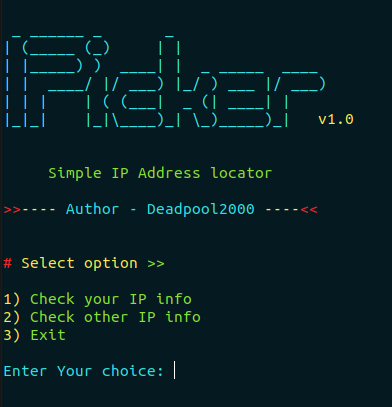 Picker
v1.0
Simple IP Address locator
>>---- Author - Deadpool2000 ----<<
# Select option >>
1) Check your IP info
2) Check other IP info
3) Exit
Enter Your choice: